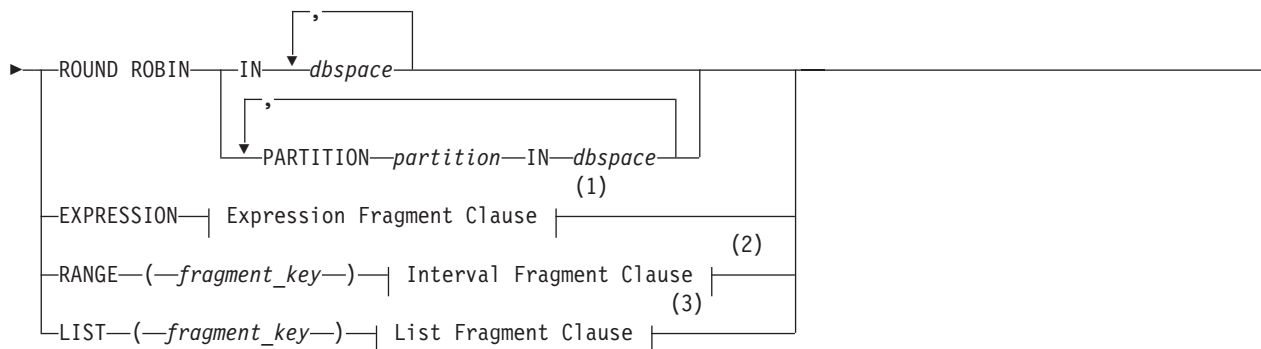 ,
ROUND ROBIN IN dbspace
,
PARTITION partition IN dbspace
(1)
EXPRESSION Expression Fragment Clause
(2)
RANGE ( fragment_key ) Interval Fragment Clause
(3)
LIST ( fragment_key ) List Fragment Clause